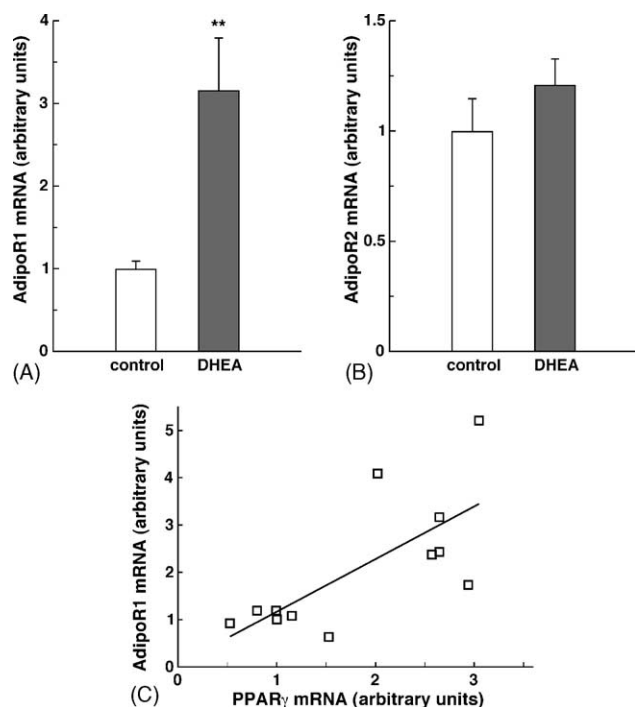 4
3
2
1
0
AdipoR1 mRNA (arbitrary units)
**
control
DHEA
(A)
1.5
1
0.5
0
AdipoR2 mRNA (arbitrary units)
control
DHEA
(B)
5
4
3
2
1
0
AdipoR1 mRNA (arbitrary units)
0
1
2
3
PPARγ mRNA (arbitrary units)
(C)